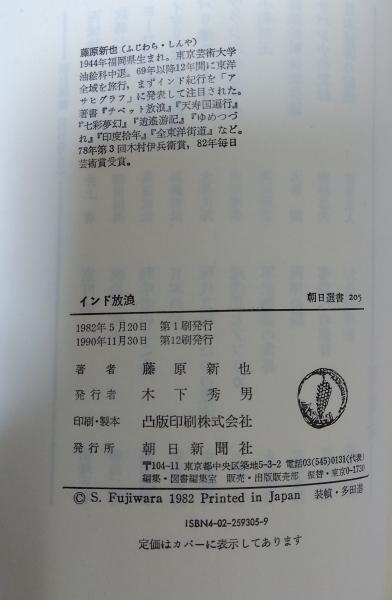 藤原新也(ふじわら・しんや)
1944年福岡県生まれ。東京芸術大学
油絵科中退。69年以降12年間に東洋
全域を旅行，まずインド紀行を「ア
サヒグラフ」に発表して注目された。
著書『チベット放浪』『天寿国遍行』
『七彩夢幻』『逍遥游記』『ゆめつづ
れ』『印度拾年』『全東洋街道』など。
78年第3回木村伊兵衛賞，82年毎日
芸術賞受賞。
インド放浪 朝日選書 205
1982年5月20日 第1刷発行
1990年11月30日 第12刷発行
著者 藤原新也
発行者 木下秀男
印刷・製本 凸版印刷株式会社
発行所 朝日新聞社
〒104-11 東京都中央区築地5-3-2 電話03(545)0131(代表)
編集・図書編集室 販売・出版販売部 振替・東京0-1730
© S. Fujiwara 1982 Printed in Japan 装幀・多田進
ISBN4-02-259305-9
定価はカバーに表示してあります